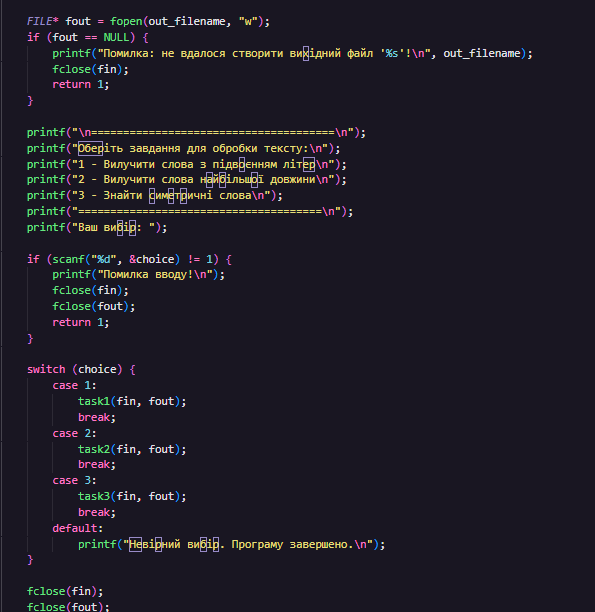 FILE* fout = fopen(out_filename, "w");
if (fout == NULL) {
printf("Помилка: не вдалося створити вихідний файл '%s'!\n", out_filename);
fclose(fin);
return 1;
}
printf("\n======================================\n");
printf("Оберіть завдання для обробки тексту:\n");
printf("1 - Вилучити слова з підвоєнням літер\n");
printf("2 - Вилучити слова найбільшої довжини\n");
printf("3 - Знайти симетричні слова\n");
printf("======================================\n");
printf("Ваш вибір: ");
if (scanf("%d", &choice) != 1) {
printf("Помилка вводу!\n");
fclose(fin);
fclose(fout);
return 1;
}
switch (choice) {
case 1:
task1(fin, fout);
break;
case 2:
task2(fin, fout);
break;
case 3:
task3(fin, fout);
break;
default:
printf("Невірний вибір. Програму завершено.\n");
}
fclose(fin);
fclose(fout);